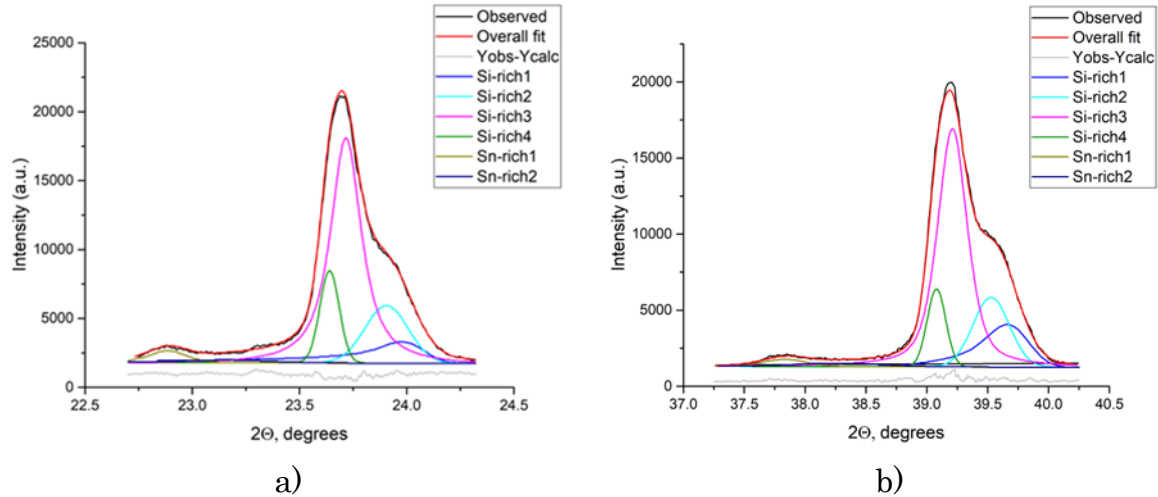 Observed
Overall fit
Yobs-Ycalc
Si-rich1
Si-rich2
Si-rich3
Si-rich4
Sn-rich1
Sn-rich2
25000
20000
15000
10000
5000
0
Intensity (a.u.)
22.5 23.0 23.5 24.0 24.5
2Θ, degrees
a)
Observed
Overall fit
Yobs-Ycalc
Si-rich1
Si-rich2
Si-rich3
Si-rich4
Sn-rich1
Sn-rich2
20000
15000
10000
5000
0
Intensity (a.u.)
37.0 37.5 38.0 38.5 39.0 39.5 40.0 40.5
2Θ, degrees
b)